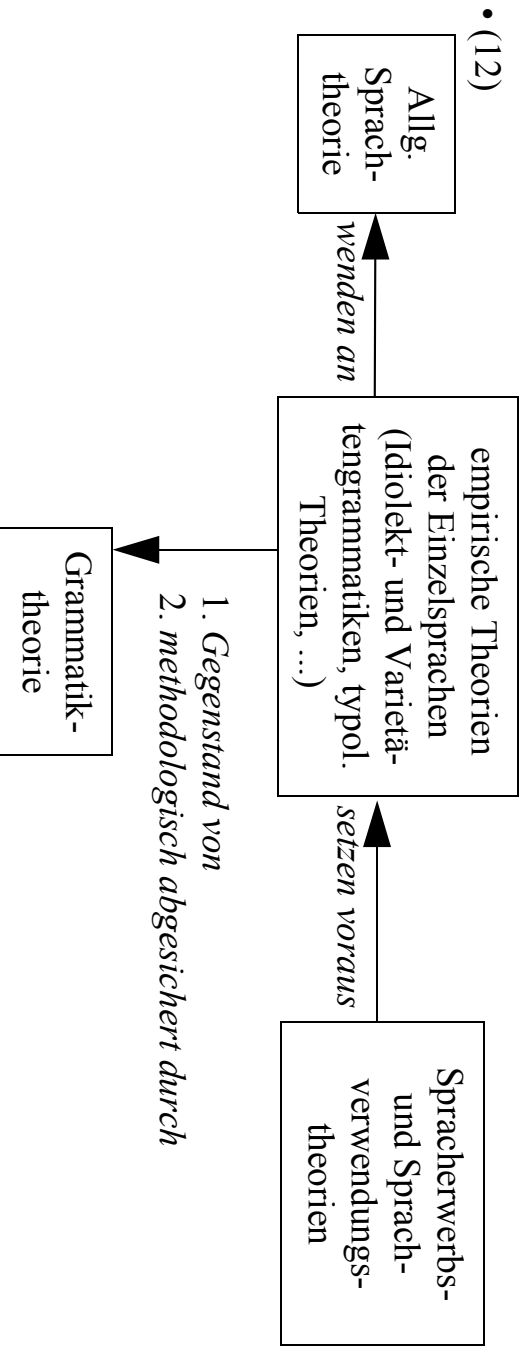 • (12)
Allg.
Sprach-
theorie
wenden an
empirische Theorien
der Einzelsprachen
(Idiolekt- und Varietä-
tengrammatiken, typol.
Theorien, ...)
setzen voraus
Spracherwerbs-
und Sprach-
verwendungs-
theorien
1. Gegenstand von
2. methodologisch abgesichert durch
Grammatik-
theorie